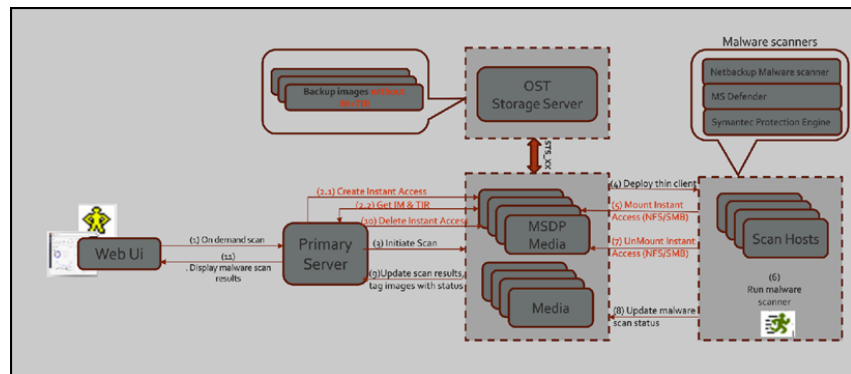 Malware scanners
Netbackup Malware scanner
MS Defender
Symantec Protection Engine
Backup images without
IM/TIR
OST
Storage Server
STS_XX
(2.1) Create Instant Access
(2.2) Get IM & TIR
(10) Delete Instant Access
(4) Deploy thin client
(5) Mount Instant
Access (NFS/SMB)
MSDP
Media
(1) On demand scan
Web Ui
Primary
Server
(3) Initiate Scan
(7) UnMount Instant
Access (NFS/SMB)
Scan Hosts
(11)
. Display malware scan
results
(9)Update scan results,
tag images with status
Media
(6)
Run malware
scanner
(8) Update malware
scan status